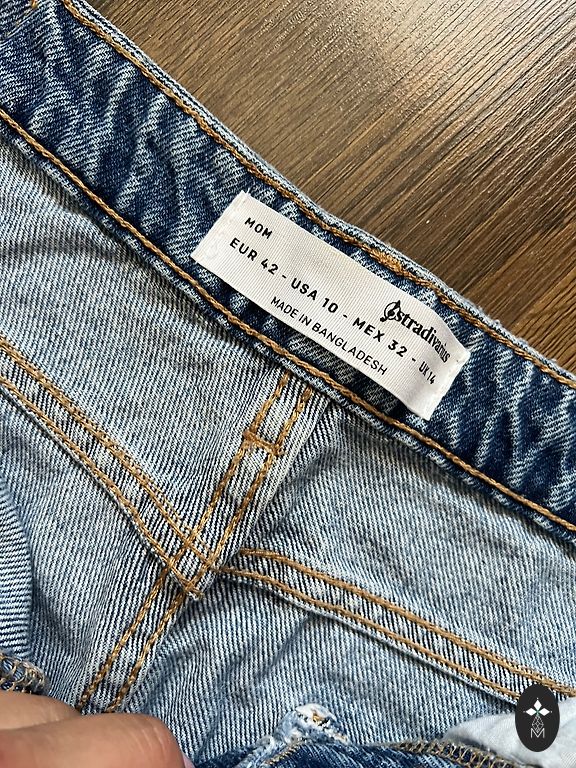 MOM
EUR 42 - USA 10 - MEX 32 - UK 14
Stradivarius
MADE IN BANGLADESH
M